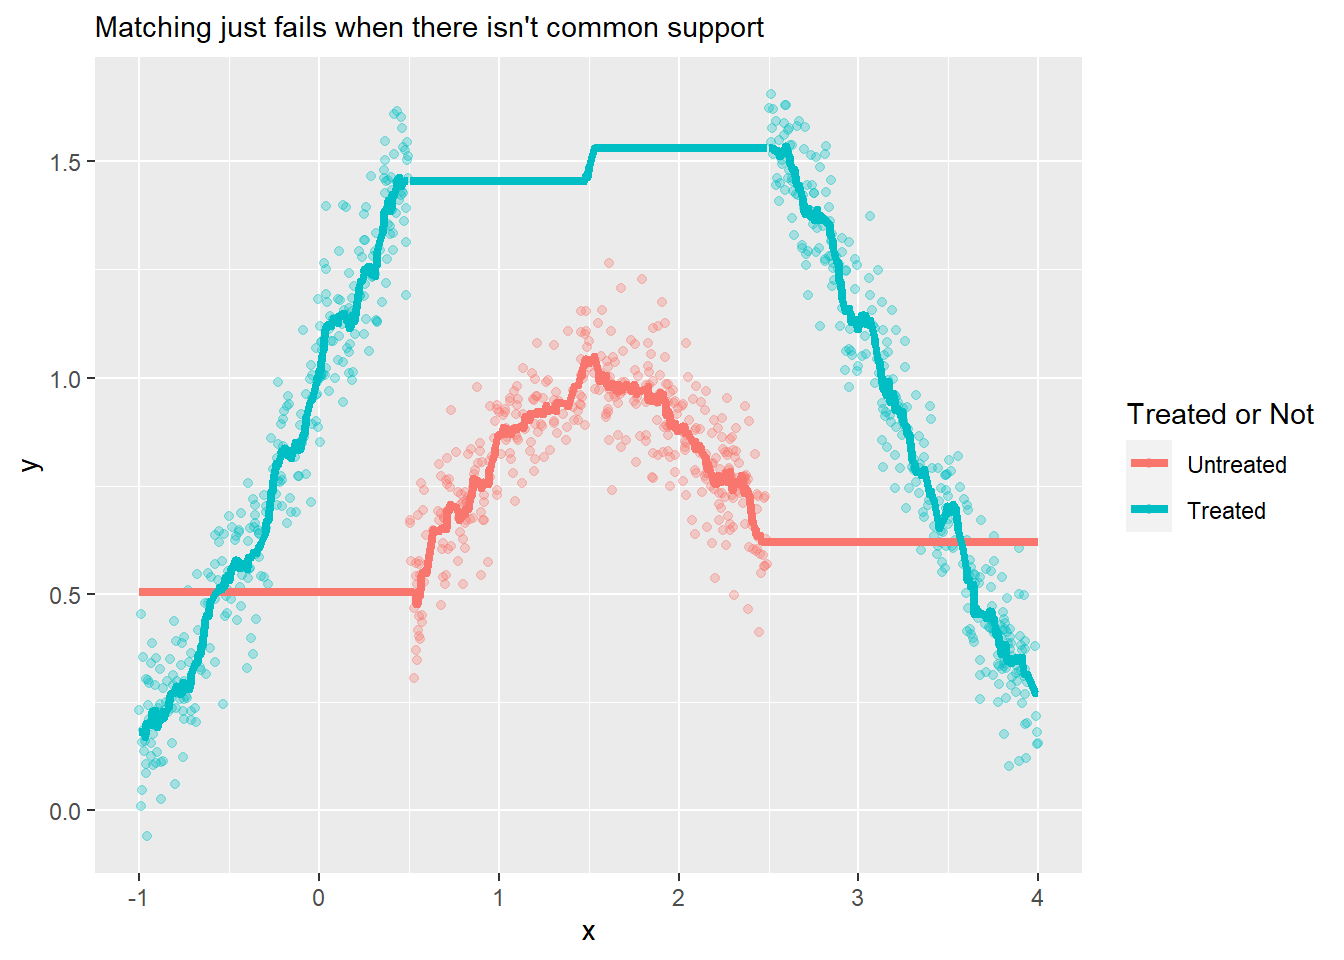 Matching just fails when there isn't common support
1.5
1.0
0.5
0.0
y
-1 0 1 2 3 4
x
Treated or Not
Untreated
Treated